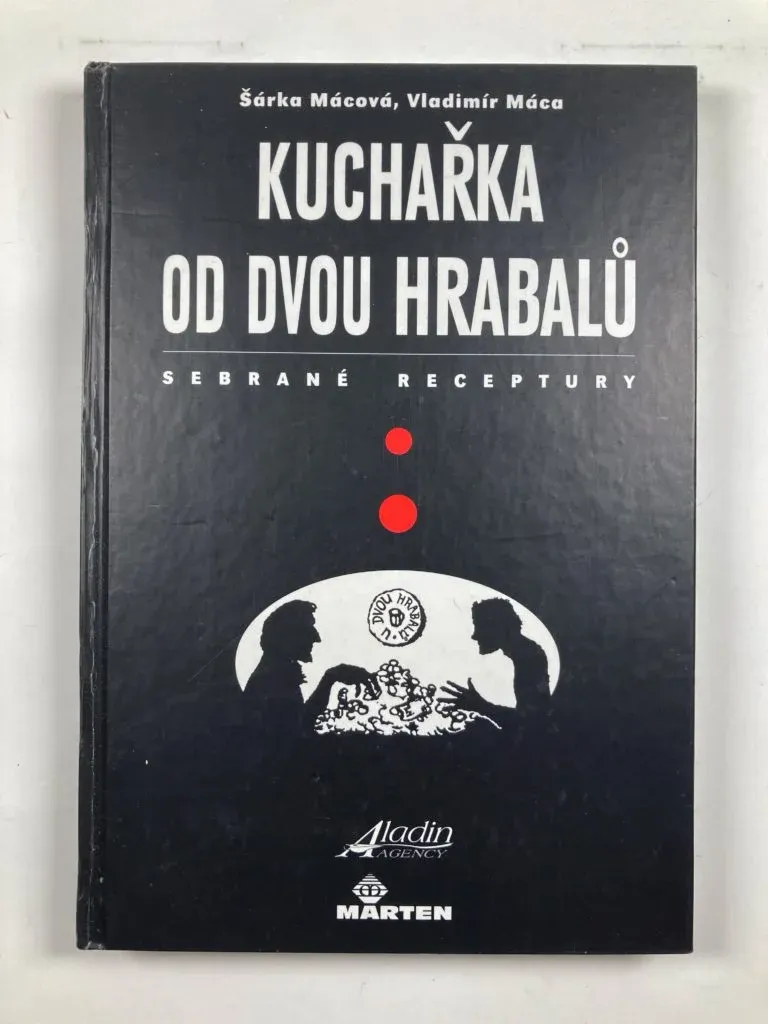 Šárka Mácová, Vladimír Máca
KUCHAŘKA
OD DVOU HRABALŮ
SEBRANÉ RECEPTURY
U DVOU HRABALŮ
Aladin
AGENCY
MARTEN